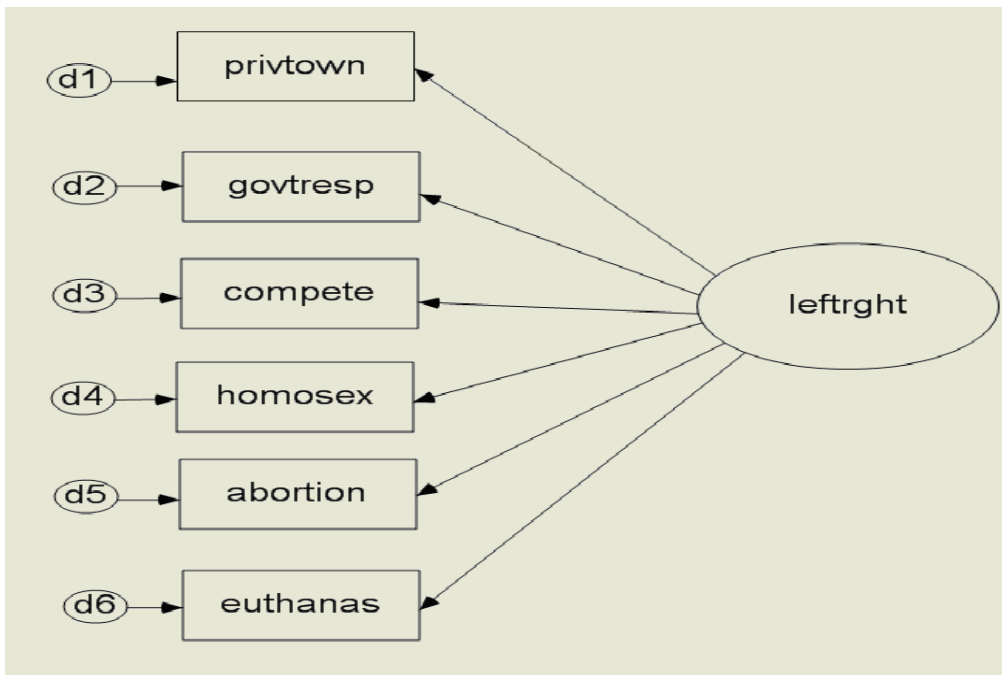 d1
privtown
d2
govtresp
d3
compete
leftrght
d4
homosex
d5
abortion
d6
euthanas